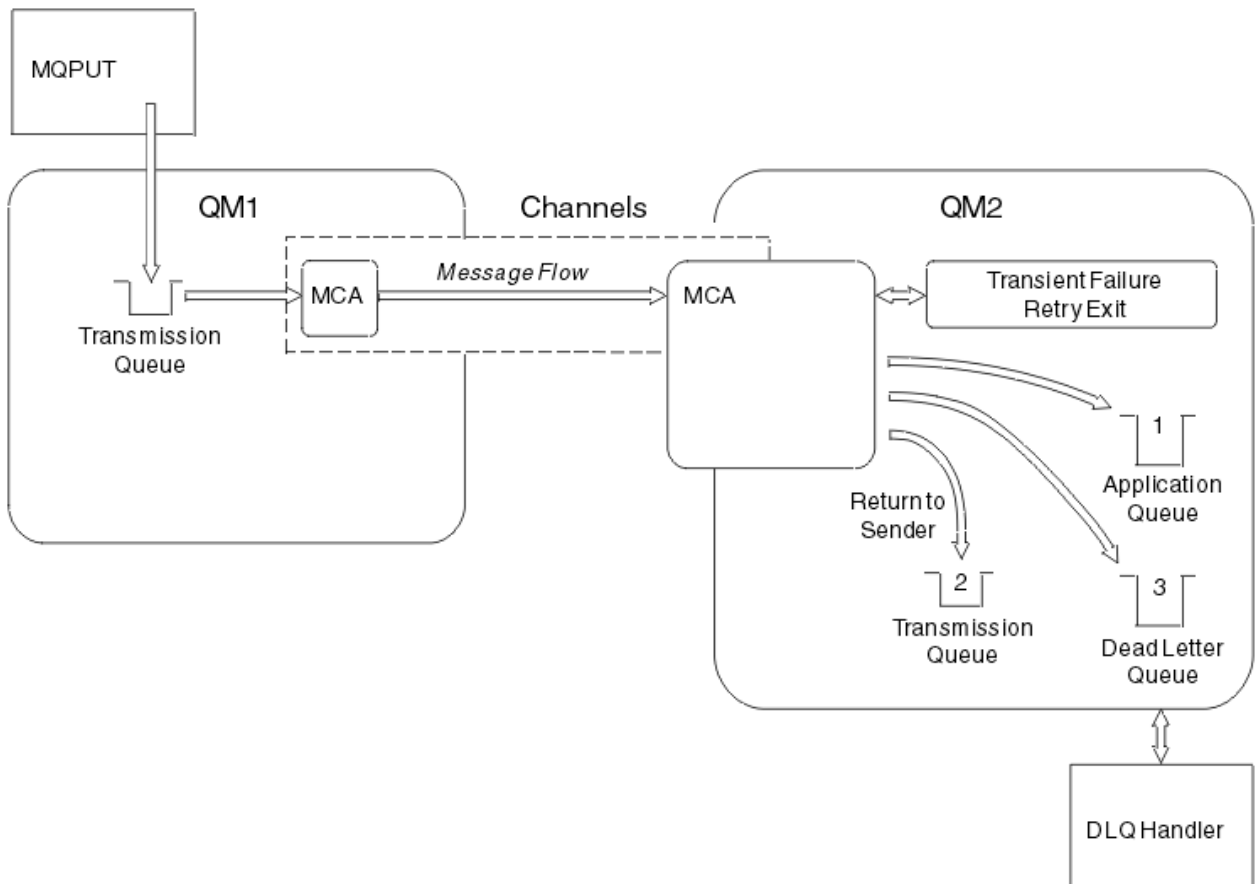 MQPUT
QM1
Channels
QM2
Message Flow
MCA
MCA
Transient Failure
Retry Exit
Transmission
Queue
1
Application
Queue
Return to
Sender
2
Transmission
Queue
3
Dead Letter
Queue
DLQ Handler